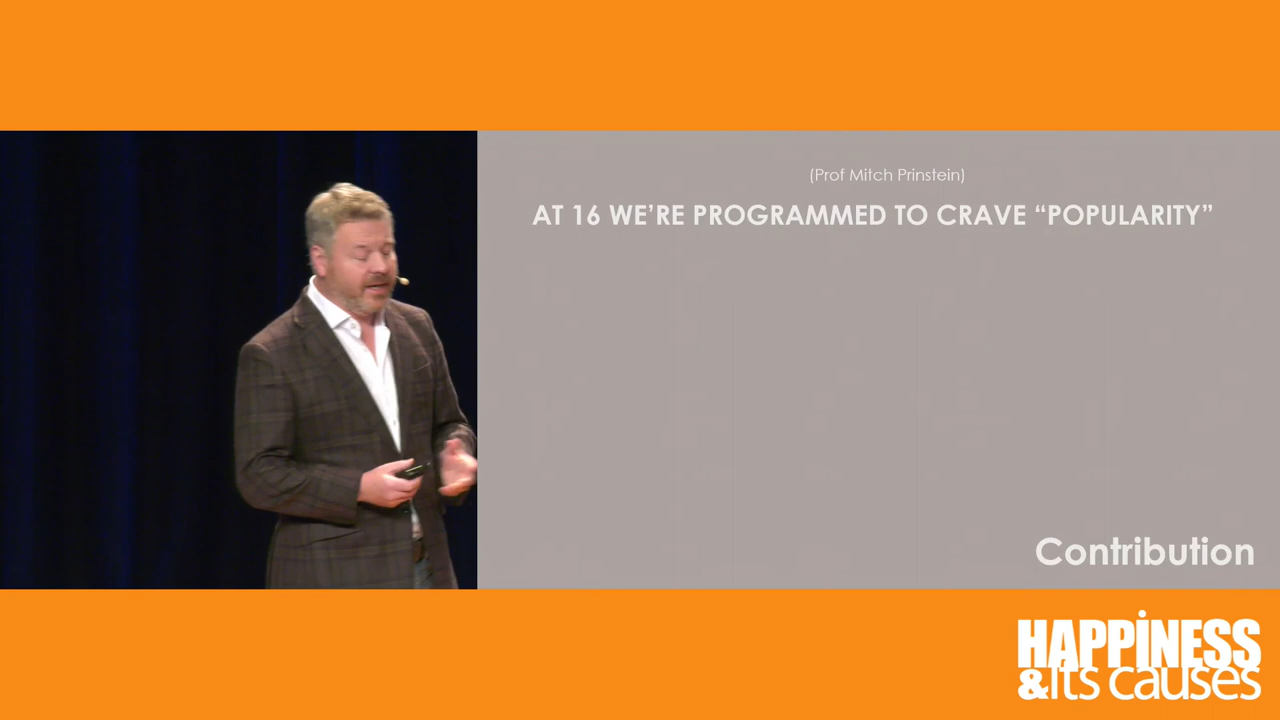 (Prof Mitch Prinstein)
AT 16 WE'RE PROGRAMMED TO CRAVE “POPULARITY”
Contribution
HAPPINESS
&its causes